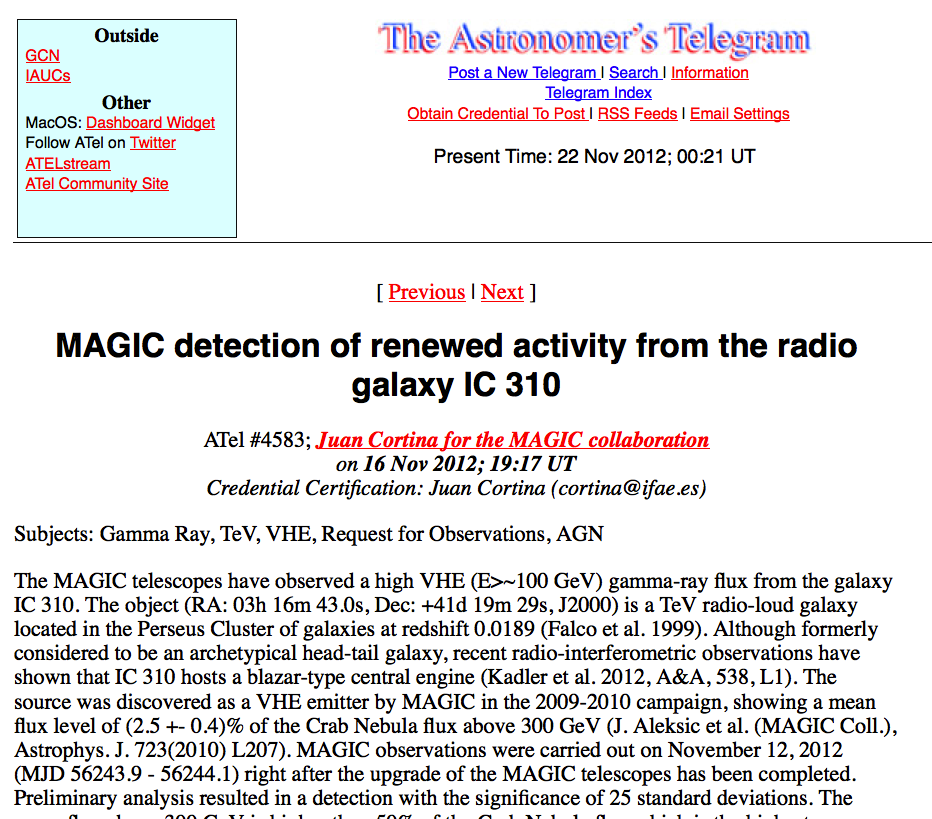 Outside
GCN
IAUCs
Other
MacOS: Dashboard Widget
Follow ATel on Twitter
ATELstream
ATel Community Site
The Astronomer's Telegram
Post a New Telegram | Search | Information
Telegram Index
Obtain Credential To Post | RSS Feeds | Email Settings
Present Time: 22 Nov 2012; 00:21 UT
[ Previous | Next ]
MAGIC detection of renewed activity from the radio
galaxy IC 310
ATel #4583; Juan Cortina for the MAGIC collaboration
on 16 Nov 2012; 19:17 UT
Credential Certification: Juan Cortina (cortina@ifae.es)
Subjects: Gamma Ray, TeV, VHE, Request for Observations, AGN
The MAGIC telescopes have observed a high VHE (E>~100 GeV) gamma-ray flux from the galaxy
IC 310. The object (RA: 03h 16m 43.0s, Dec: +41d 19m 29s, J2000) is a TeV radio-loud galaxy
located in the Perseus Cluster of galaxies at redshift 0.0189 (Falco et al. 1999). Although formerly
considered to be an archetypical head-tail galaxy, recent radio-interferometric observations have
shown that IC 310 hosts a blazar-type central engine (Kadler et al. 2012, A&A, 538, L1). The
source was discovered as a VHE emitter by MAGIC in the 2009-2010 campaign, showing a mean
flux level of (2.5 +- 0.4)% of the Crab Nebula flux above 300 GeV (J. Aleksic et al. (MAGIC Coll.),
Astrophys. J. 723(2010) L207). MAGIC observations were carried out on November 12, 2012
(MJD 56243.9 - 56244.1) right after the upgrade of the MAGIC telescopes has been completed.
Preliminary analysis resulted in a detection with the significance of 25 standard deviations. The